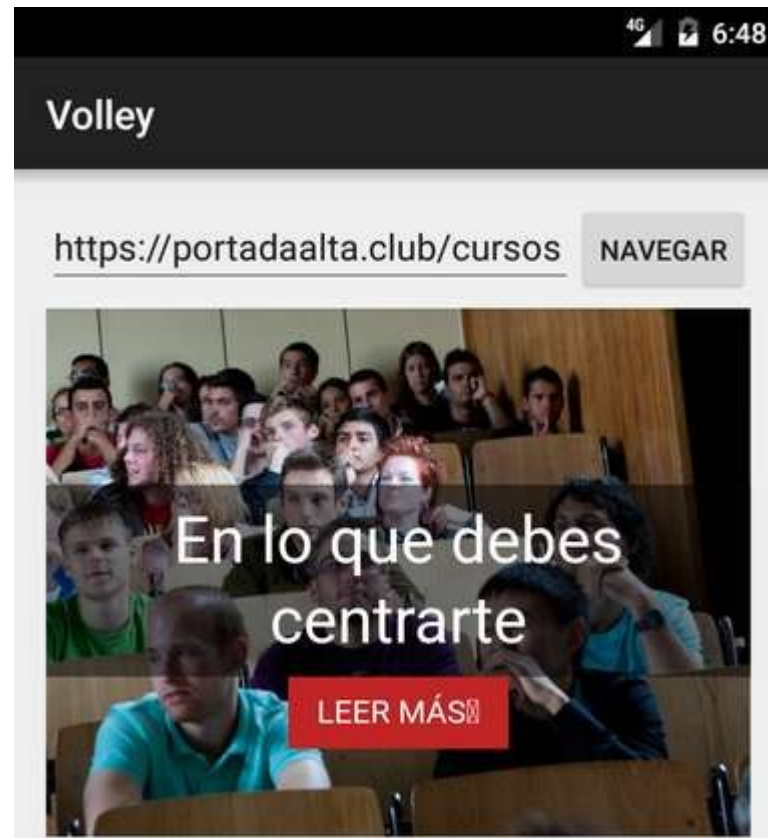 4G 6:48
Volley
https://portadaalta.club/cursos NAVEGAR
En lo que debes
centrarte
LEER MÁS